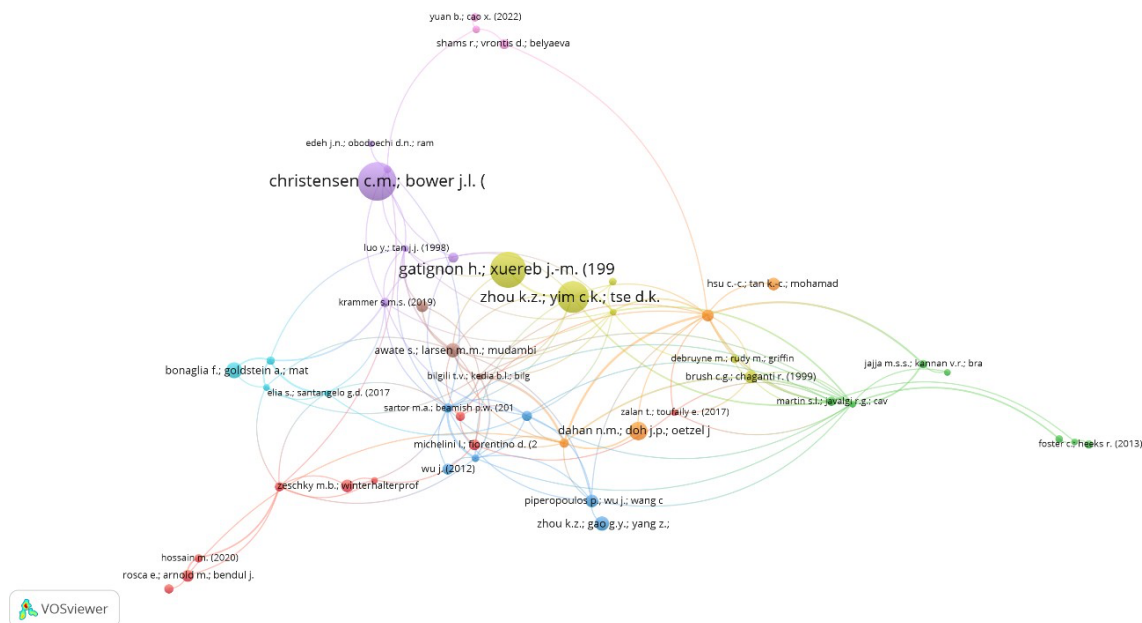 yuan b.; cao x. (2022)
shams r.; vrontis d.; belyaeva
edeh j.n.; obodoechi d.n.; ram
christensen c.m.; bower j.l. (
luo y.; tan j.j. (1998)
gatignon h.; xuereb j.-m. (199
hsu c.-c.; tan k.-c.; mohamad
zhou k.z.; yim c.k.; tse d.k.
krammer s.m.s. (2019)
awate s.; larsen m.m.; mudambi
debruyne m.; rudy m.; griffin
jajja m.s.s.; kannan v.r.; bra
bonaglia f.; goldstein a,; mat
bilgili t.v.; kedia b.l.; bilg
brush c.g.; chaganti r. (1999)
elia s.; santangelo g.d. (2017
martin s.l.; javalgi r.g.; cav
sartor m.a.; beamish p.w. (201
zalan t.; toufaily e. (2017)
dahan n.m.; doh j.p.; oetzel j
michelini l.; fiorentino d. (2
foster c.; heeks r. (2013)
wu j. (2012)
zeschky m.b.; winterhalterprof
piperopoulos p.; wu j.; wang c
zhou k.z.; gao g.y.; yang z.;
hossain m. (2020)
rosca e.; arnold m.; bendul j.
VOSviewer